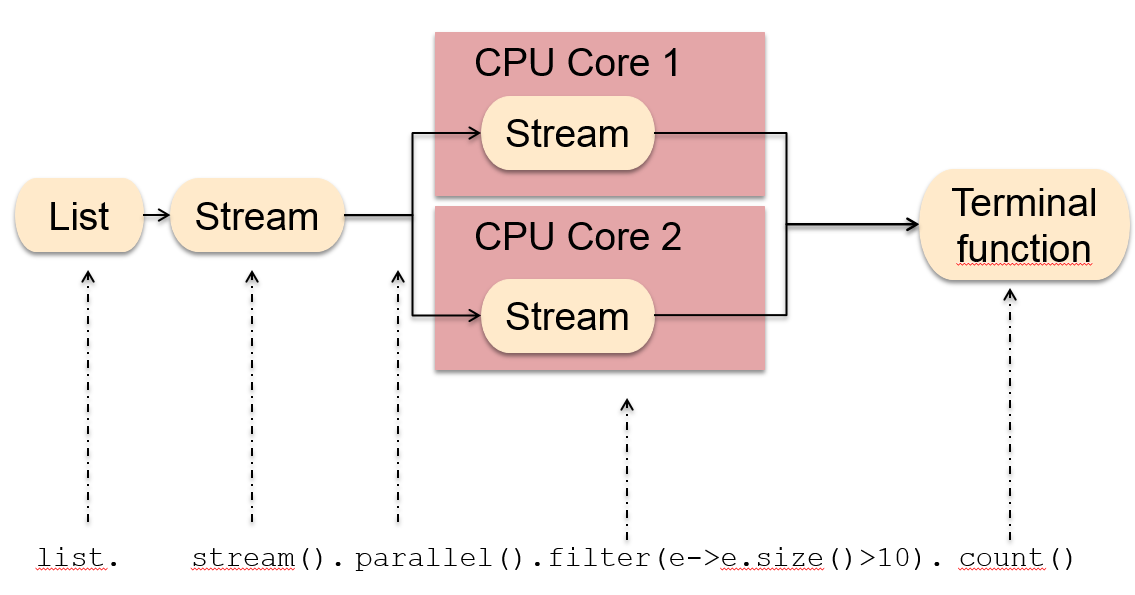 CPU Core 1
Stream
List
Stream
CPU Core 2
Stream
Terminal
function
list. stream().parallel().filter(e->e.size()>10). count()